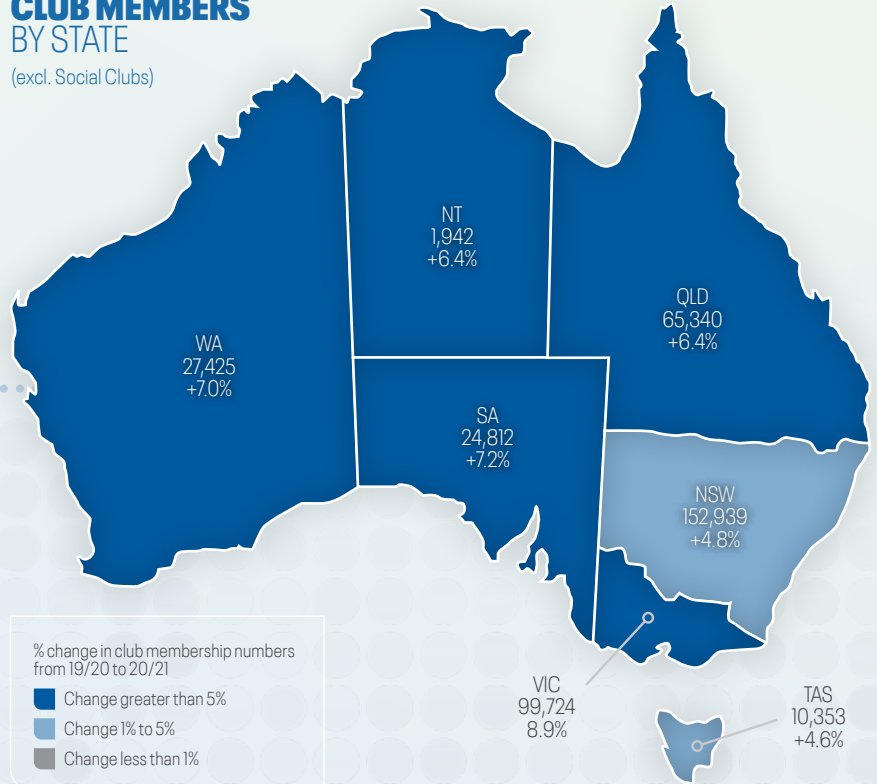 CLUB MEMBERS
BY STATE
(excl. Social Clubs)
NT
1,942
+6.4%
QLD
65,340
+6.4%
WA
27,425
+7.0%
SA
24,812
+7.2%
NSW
152,939
+4.8%
VIC
99,724
8.9%
TAS
10,353
+4.6%
% change in club membership numbers
from 19/20 to 20/21
Change greater than 5%
Change 1% to 5%
Change less than 1%